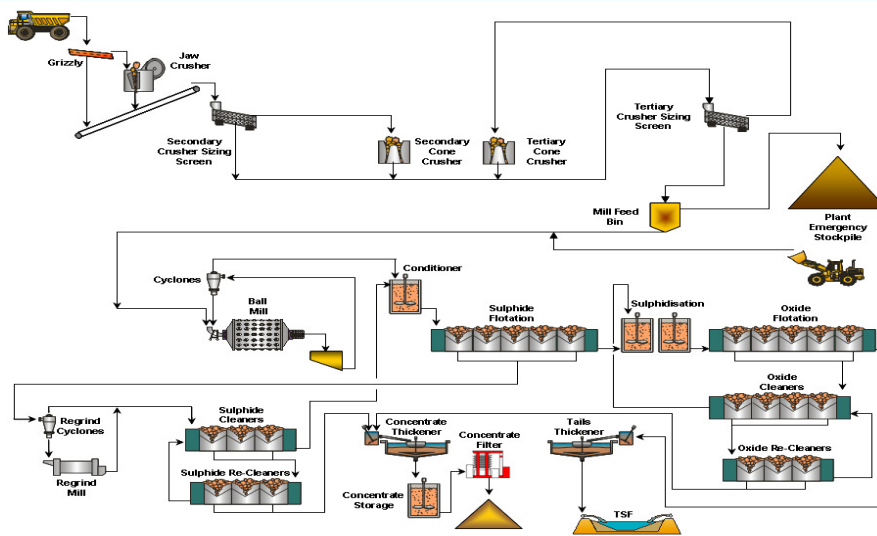 Grizzly
Jaw
Crusher
Secondary
Crusher Sizing
Screen
Secondary
Cone
Crusher
Tertiary
Cone
Crusher
Tertiary
Crusher Sizing
Screen
Mill Feed
Bin
Plant
Emergency
Stockpile
Cyclones
Ball
Mill
Conditioner
Sulphide
Flotation
Sulphidisation
Oxide
Flotation
Oxide
Cleaners
Regrind
Cyclones
Regrind
Mill
Sulphide
Cleaners
Sulphide Re-Cleaners
Concentrate
Thickener
Concentrate
Storage
Concentrate
Filter
Tails
Thickener
TSF
Oxide Re-Cleaners